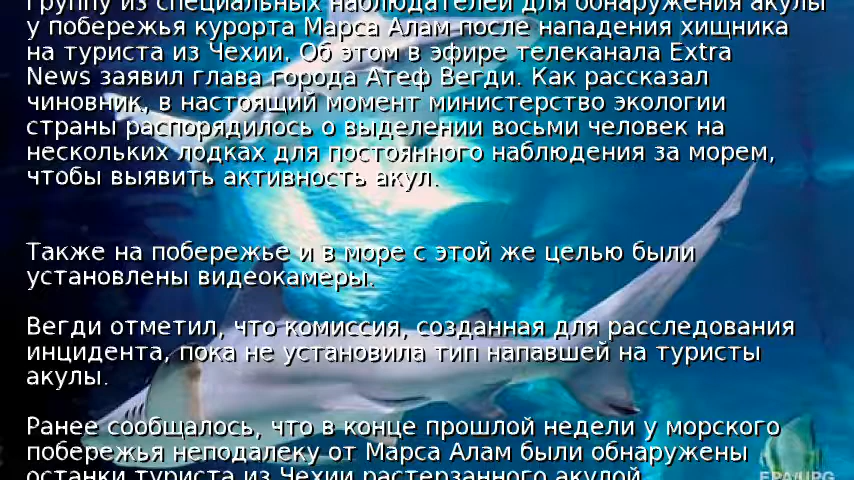 Группу из специальных наблюдателей для обнаружения акулы
у побережья курорта Марса Алам после нападения хищника
на туриста из Чехии. Об этом в эфире телеканала Extra
News заявил глава города Атеф Вегди. Как рассказал
чиновник, в настоящий момент министерство экологии
страны распорядилось о выделении восьми человек на
нескольких лодках для постоянного наблюдения за морем,
чтобы выявить активность акул.
Также на побережье и в море с этой же целью были
установлены видеокамеры.
Вегди отметил, что комиссия, созданная для расследования
инцидента, пока не установила тип напавшей на туристы
акулы.
Ранее сообщалось, что в конце прошлой недели у морского
побережья неподалеку от Марса Алам были обнаружены
останки туриста из Чехии растерзанного акулой
EPA/UPG